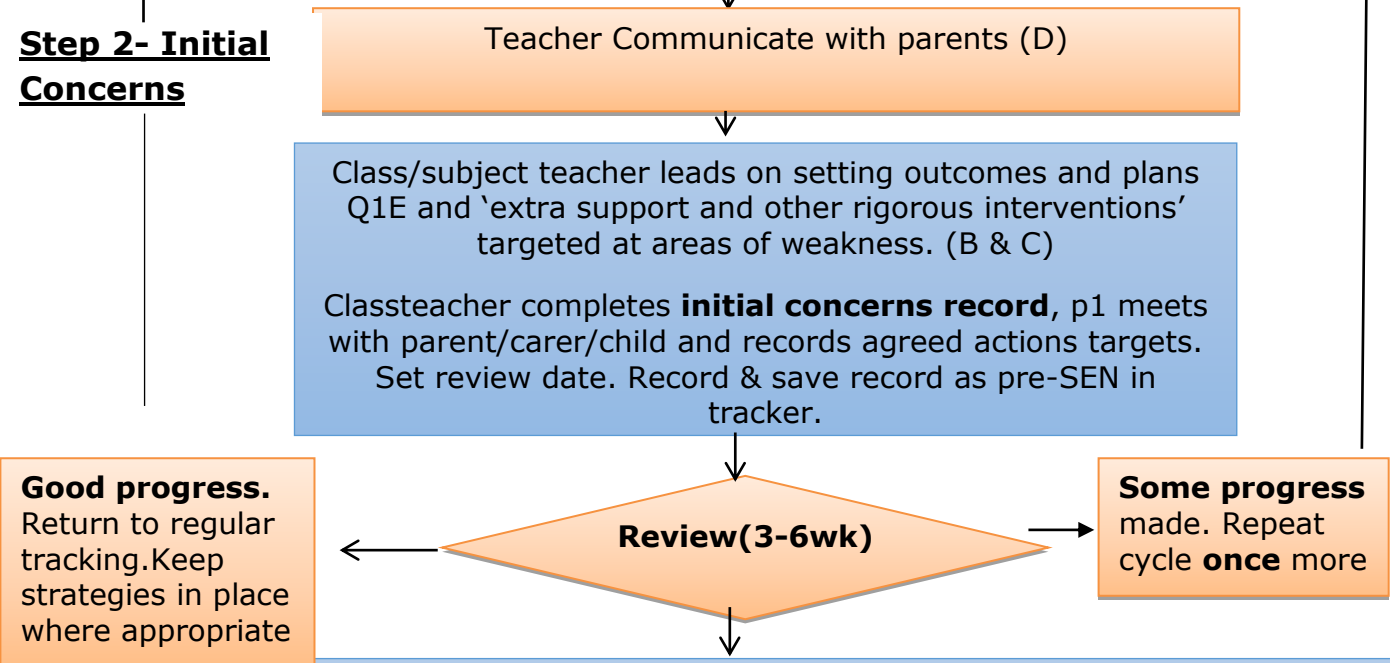 Step 2- Initial
Concerns
Teacher Communicate with parents (D)
Class/subject teacher leads on setting outcomes and plans
Q1E and ‘extra support and other rigorous interventions’
targeted at areas of weakness. (B & C)
Classteacher completes initial concerns record, p1 meets
with parent/carer/child and records agreed actions targets.
Set review date. Record & save record as pre-SEN in
tracker.
Good progress.
Return to regular
tracking.Keep
strategies in place
where appropriate
Review(3-6wk)
Some progress
made. Repeat
cycle once more